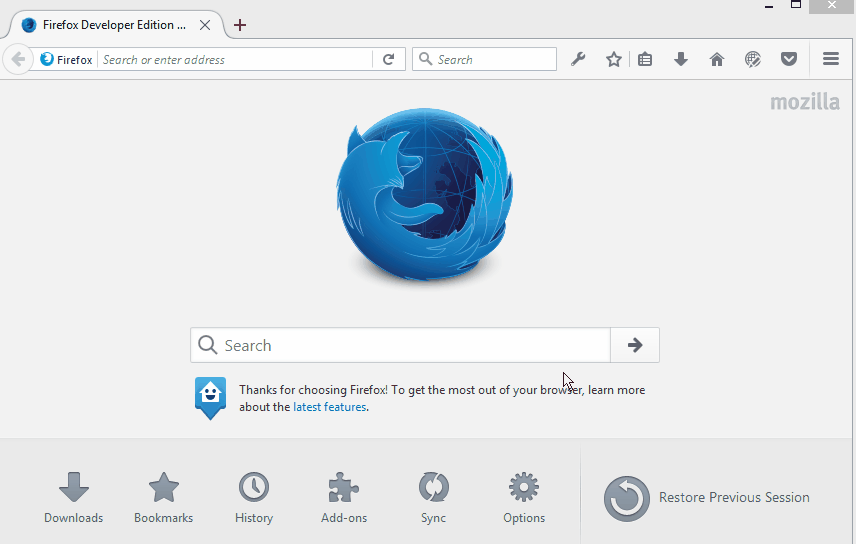 Firefox Developer Edition ...
Firefox Search or enter address
Search
mozilla
Search
Thanks for choosing Firefox! To get the most out of your browser, learn more
about the latest features.
Downloads
Bookmarks
History
Add-ons
Sync
Options
Restore Previous Session